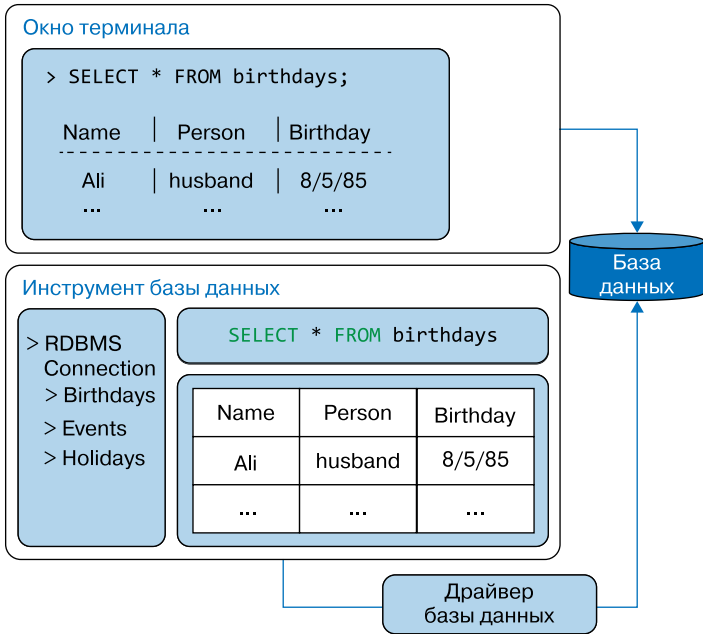 Окно терминала
> SELECT * FROM birthdays;
Name | Person | Birthday
Ali | husband | 8/5/85
... ... ...
База
данных
Инструмент базы данных
> RDBMS
Connection
> Birthdays
> Events
> Holidays
SELECT * FROM birthdays
Name Person Birthday
Ali husband 8/5/85
... ... ...
Драйвер
базы данных